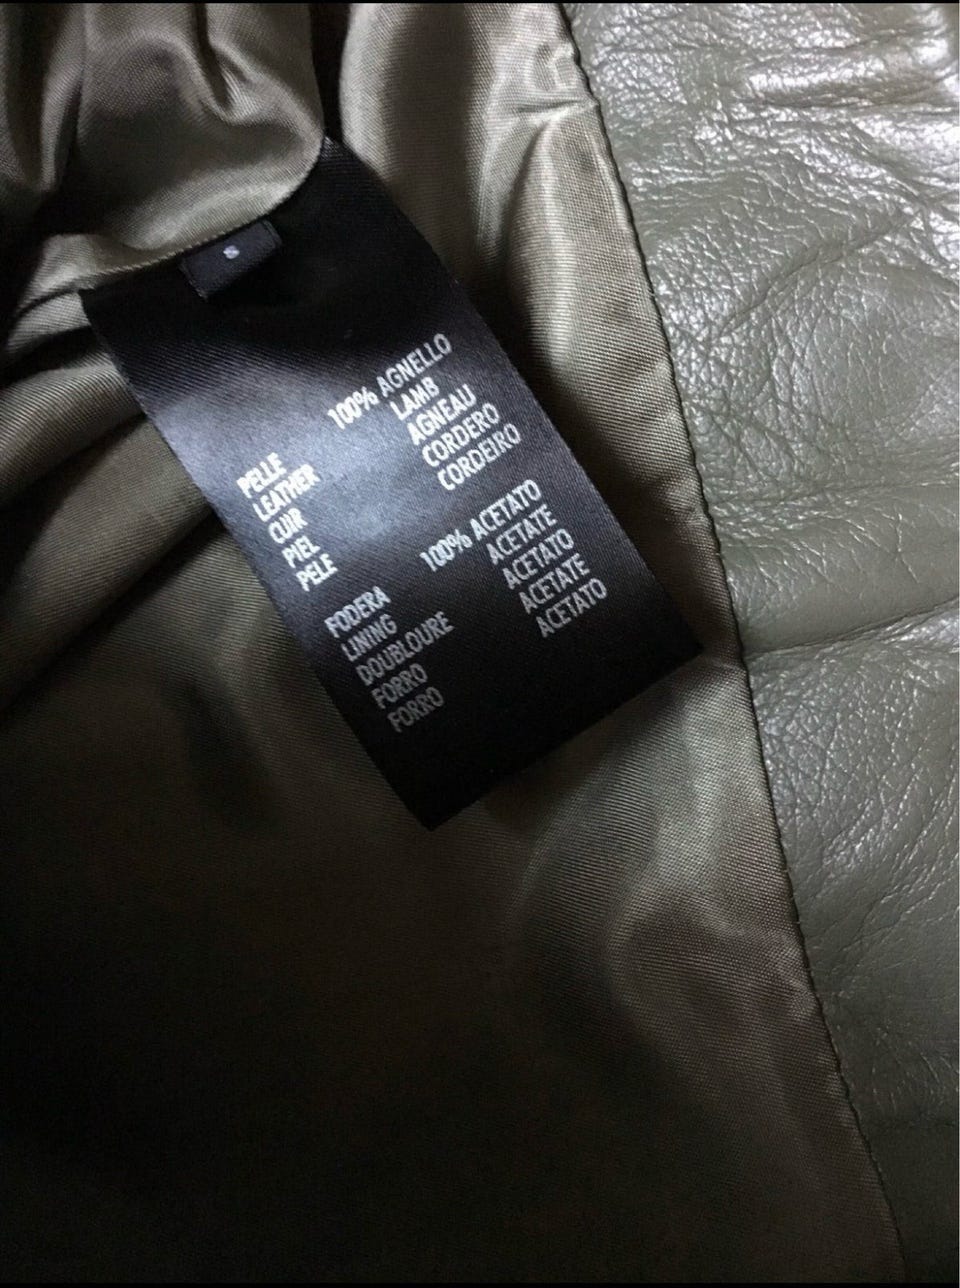 S
100% AGNELLO
LAMB
AGNEAU
CORDERO
CORDEIRO
PELLE
LEATHER
CUIR
PIEL
PELE
100% ACETATO
ACETATE
ACETATO
ACETATE
ACETATO
FODERA
LINING
DOUBLOURE
FORRO
FORRO